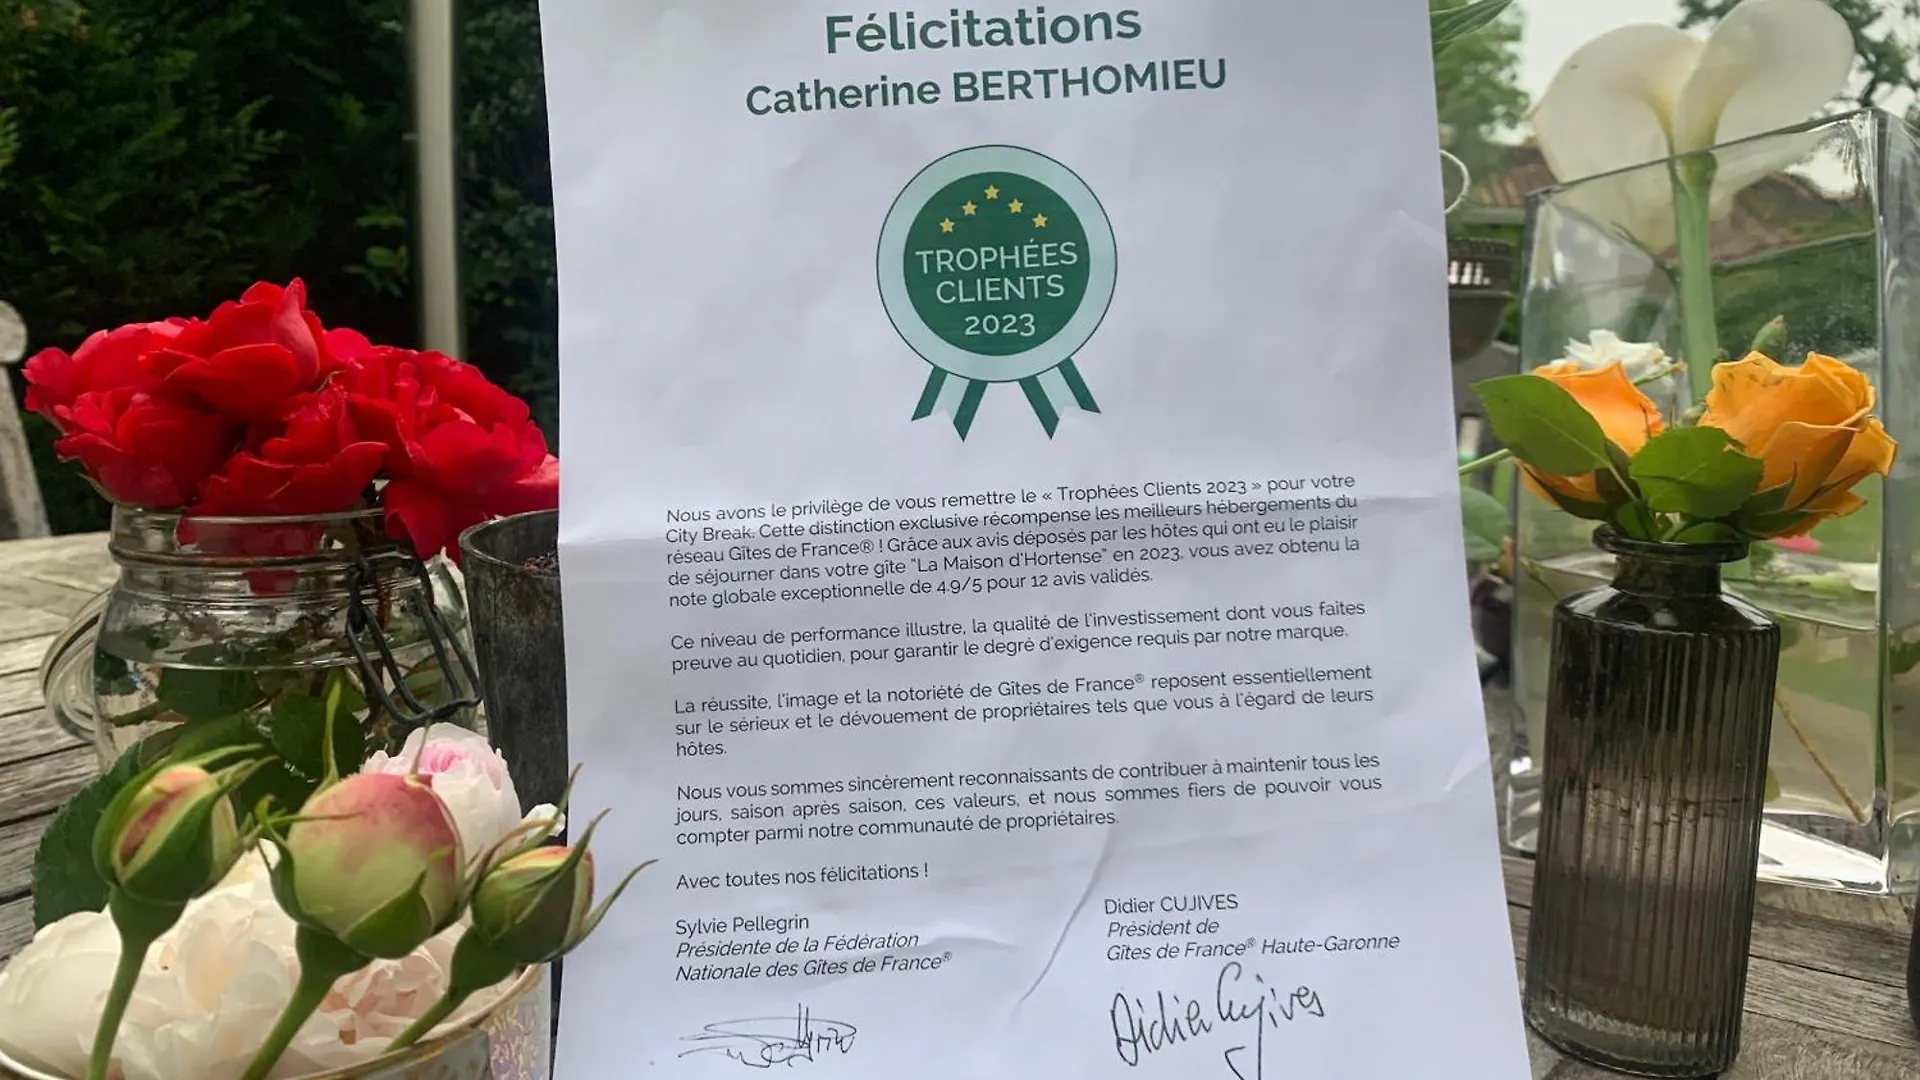 Félicitations
Catherine BERTHOMIEU
TROPHÉES
CLIENTS
2023
Nous avons le privilège de vous remettre le « Trophées Clients 2023 » pour votre
City Break. Cette distinction exclusive récompense les meilleurs hébergements du
réseau Gîtes de France® ! Grâce aux avis déposés par les hôtes qui ont eu le plaisir
de séjourner dans votre gîte "La Maison d'Hortense" en 2023, vous avez obtenu la
note globale exceptionnelle de 4.9/5 pour 12 avis validés.
Ce niveau de performance illustre, la qualité de l'investissement dont vous faites
preuve au quotidien, pour garantir le degré d'exigence requis par notre marque.
La réussite, l'image et la notoriété de Gîtes de France® reposent essentiellement
sur le sérieux et le dévouement de propriétaires tels que vous à l'égard de leurs
hôtes.
Nous vous sommes sincèrement reconnaissants de contribuer à maintenir tous les
jours, saison après saison, ces valeurs, et nous sommes fiers de pouvoir vous
compter parmi notre communauté de propriétaires.
Avec toutes nos félicitations !
Sylvie Pellegrin
Présidente de la Fédération
Nationale des Gîtes de France®
Didier CUJIVES
Président de
Gîtes de France® Haute-Garonne
Didier Cujives